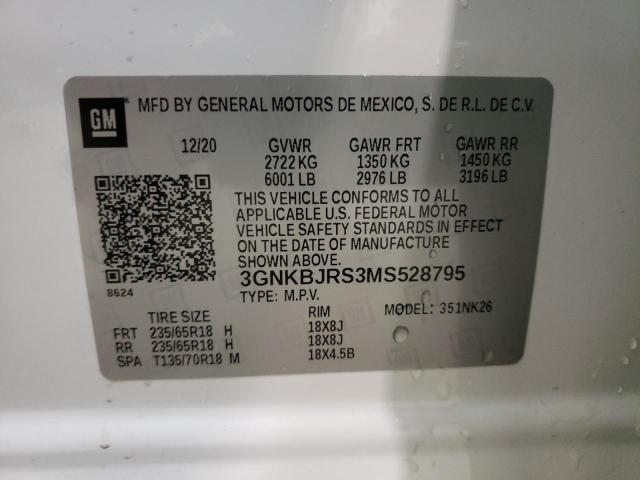 GM
MFD BY GENERAL MOTORS DE MEXICO, S. DE R.L. DE C.V.
12/20 GVWR GAWR FRT GAWR RR
2722 KG 1350 KG 1450 KG
6001 LB 2976 LB 3196 LB
THIS VEHICLE CONFORMS TO ALL
APPLICABLE U.S. FEDERAL MOTOR
VEHICLE SAFETY STANDARDS IN EFFECT
ON THE DATE OF MANUFACTURE
SHOWN ABOVE.
8624 3GNKBJRS3MS528795
TYPE: M.P.V. MODEL: 351NK26
TIRE SIZE RIM
FRT 235/65R18 H 18X8J
RR 235/65R18 H 18X8J
SPA T135/70R18 M 18X4.5B